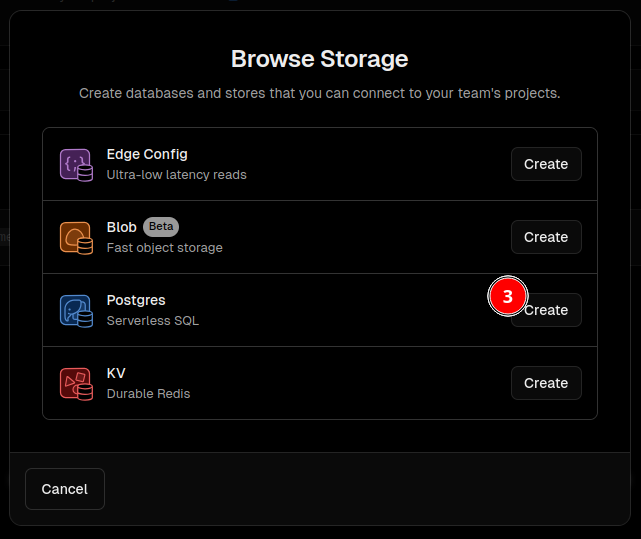 Browse Storage
Create databases and stores that you can connect to your team's projects.
Edge Config
Ultra-low latency reads
Create
Blob Beta
Fast object storage
Create
Postgres
Serverless SQL
3
Create
KV
Durable Redis
Create
Cancel